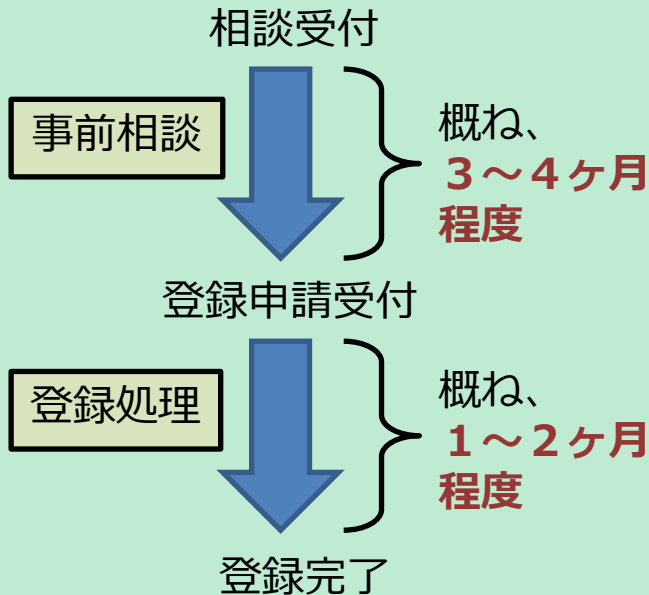 相談受付
事前相談
概ね、
３～４ヶ月
程度
登録申請受付
登録処理
概ね、
１～２ヶ月
程度
登録完了